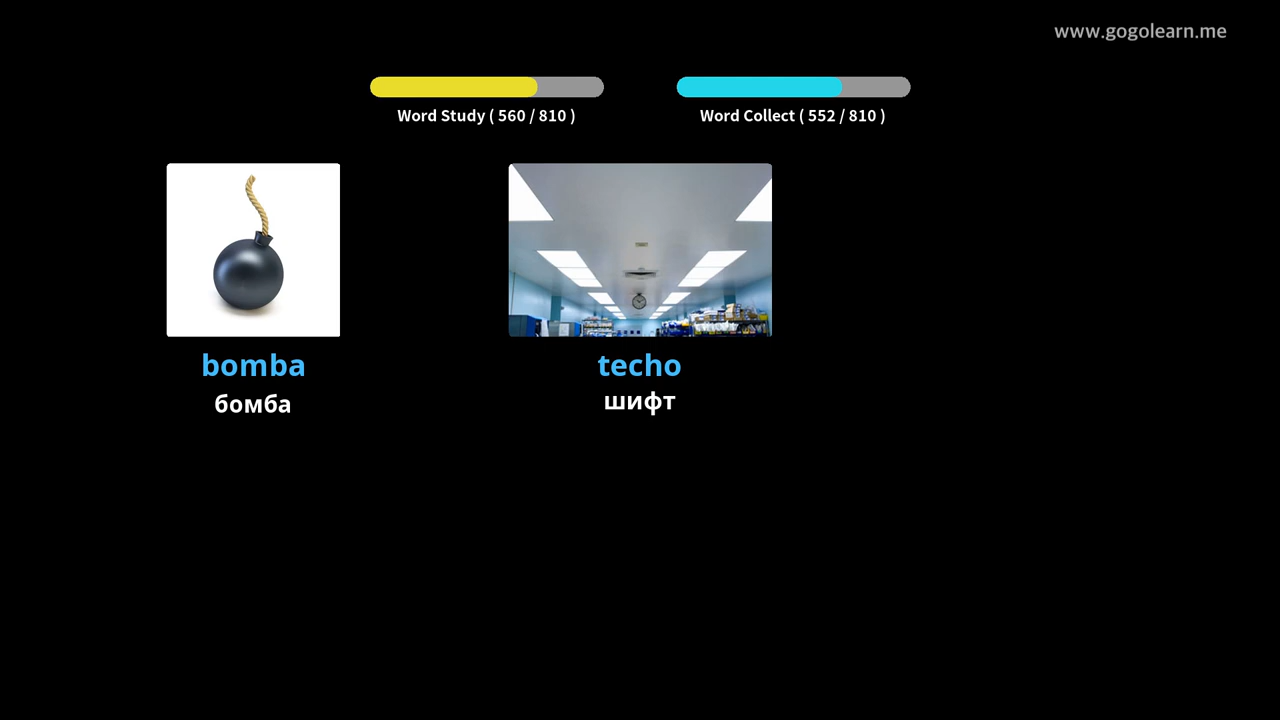 www.gogolearn.me
Word Study ( 560 / 810 )
Word Collect ( 552 / 810 )
bomba
бомба
techo
шифт